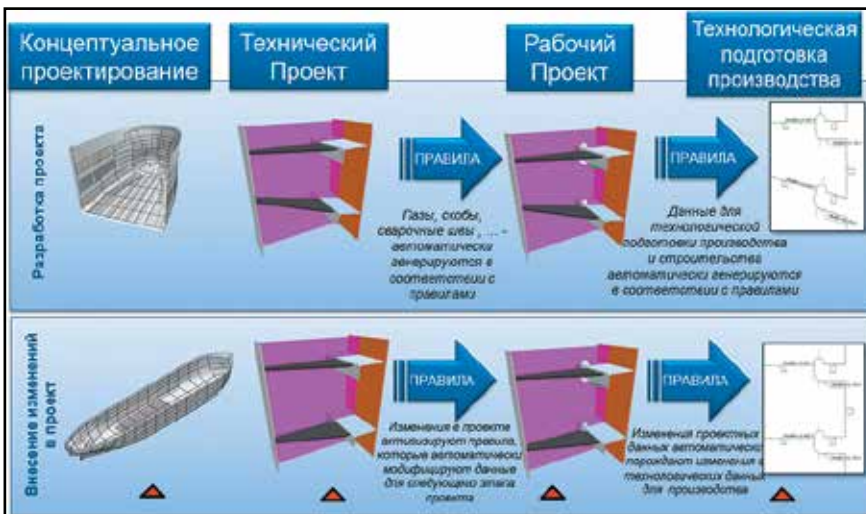 Концептуальное
проектирование
Технический
Проект
Рабочий
Проект
Технологическая
подготовка
производства
Разработка проекта
ПРАВИЛА
Газы, скобы,
сварочные швы , ... -
автоматически
генерируются в
соответствии с
правилами
ПРАВИЛА
Данные для
технологической
подготовки производства
и строительства
автоматически генерируются
в соответствии с правилами
Внесение изменений
в проект
ПРАВИЛА
Изменения в проекте
активизируют правила,
которые автоматически
модифицируют данные
для следующего этапа
проекта
ПРАВИЛА
Изменения проектных
данных автоматически
порождают изменения в
технологических данных
для производства